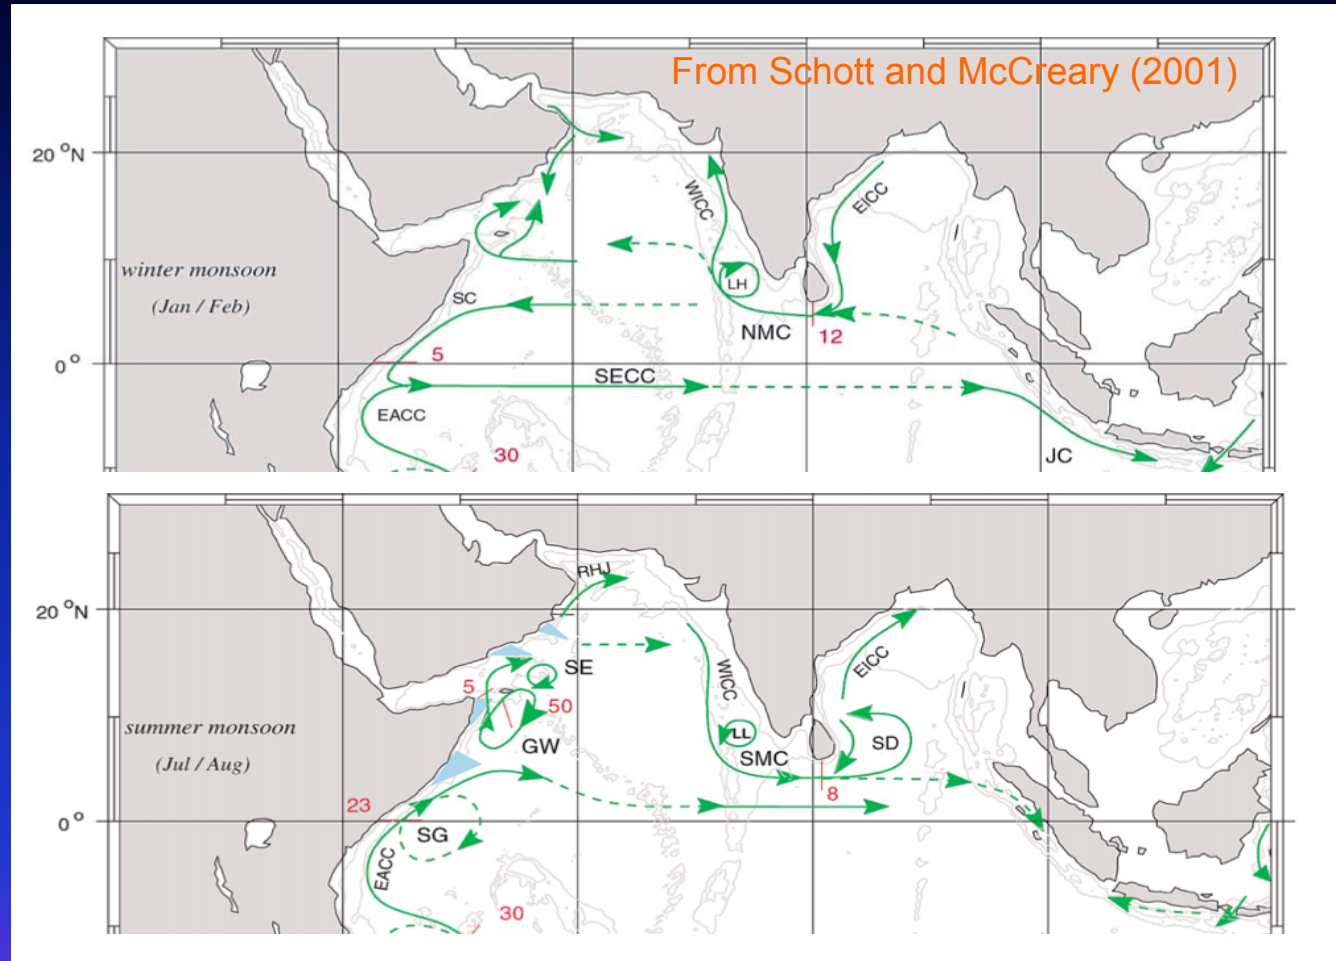 From Schott and McCreary (2001)
20 °N
WICC
EICC
winter monsoon
(Jan / Feb)
SC
LH
NMC
12
5
0°
SECC
EACC
30
JC
RHJ
20 °N
SE
WICC
EICC
5
50
summer monsoon
(Jul / Aug)
GW
LL
SMC
SD
8
23
0°
SG
EACC
30